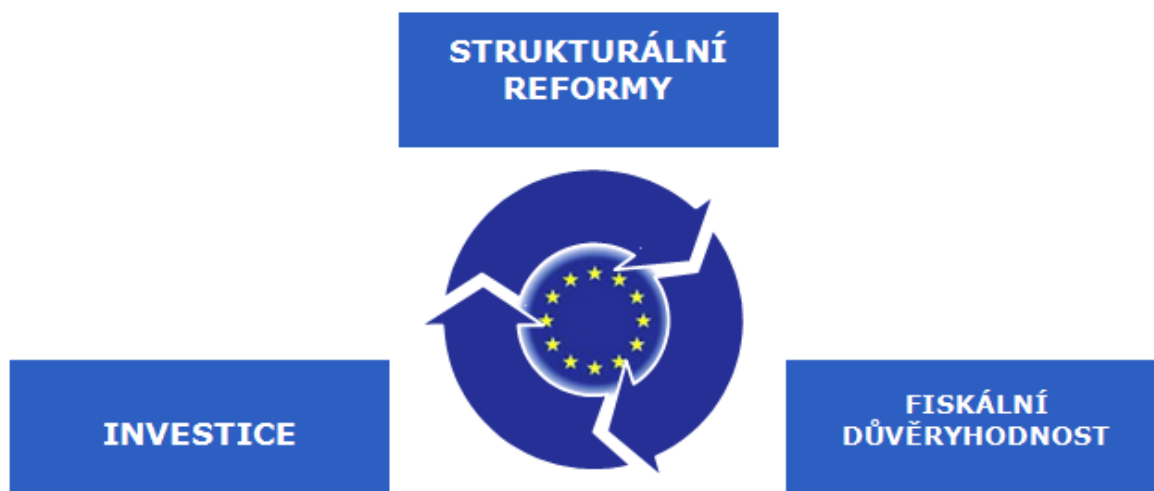 STRUKTURÁLNÍ
REFORMY
INVESTICE
FISKÁLNÍ
DŮVĚRYHODNOST